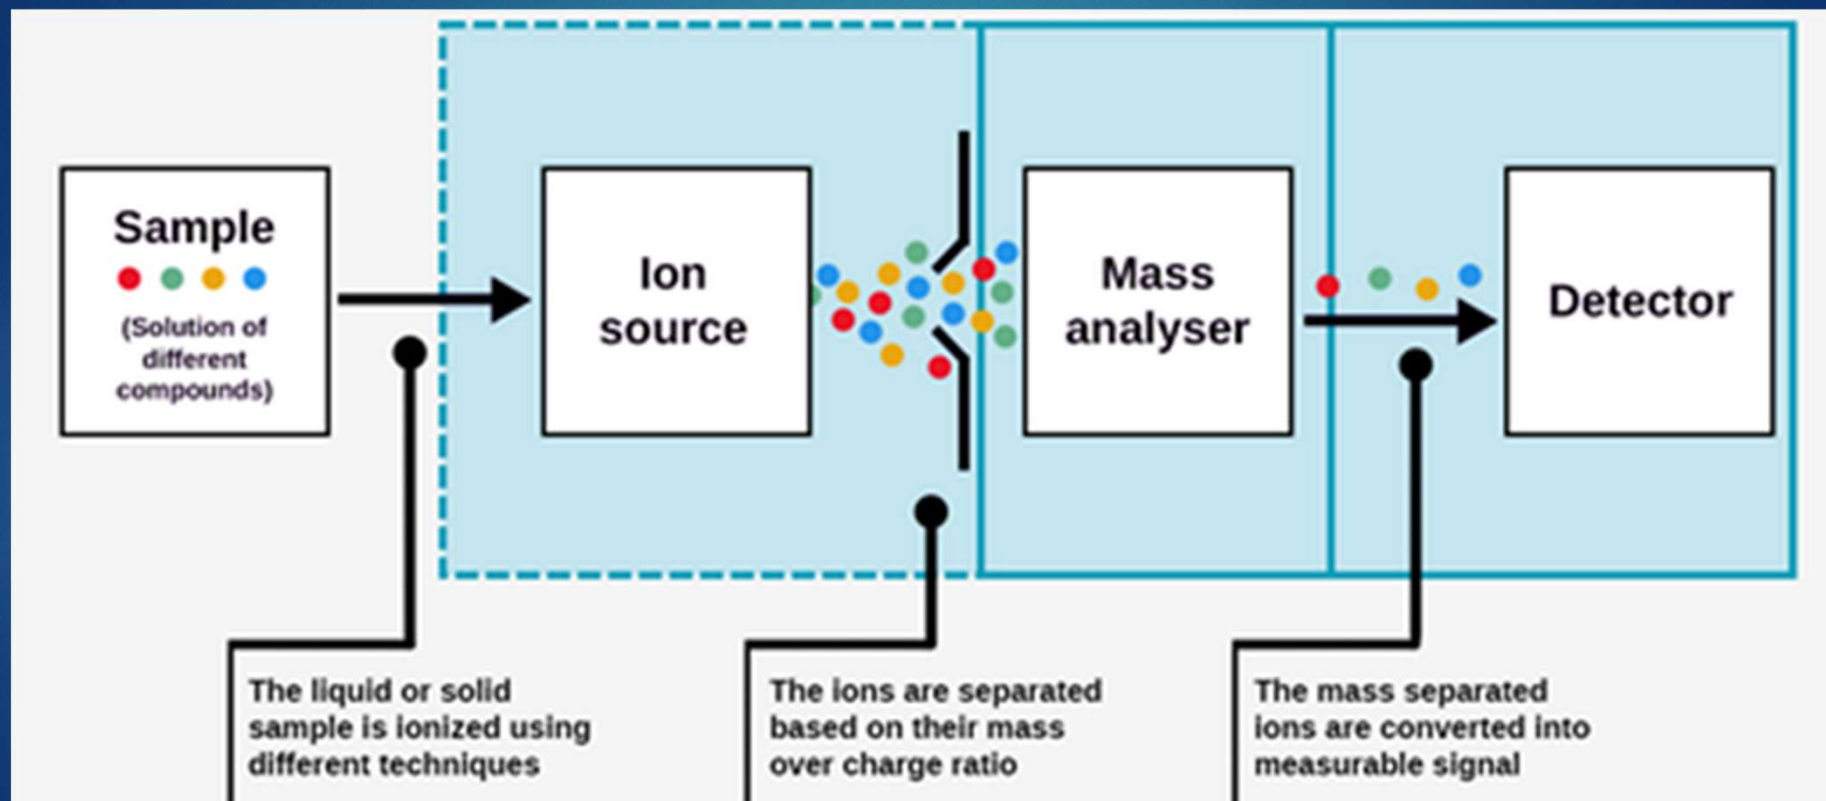 Sample
(Solution of
different
compounds)
Ion
source
Mass
analyser
Detector
The liquid or solid
sample is ionized using
different techniques
The ions are separated
based on their mass
over charge ratio
The mass separated
ions are converted into
measurable signal